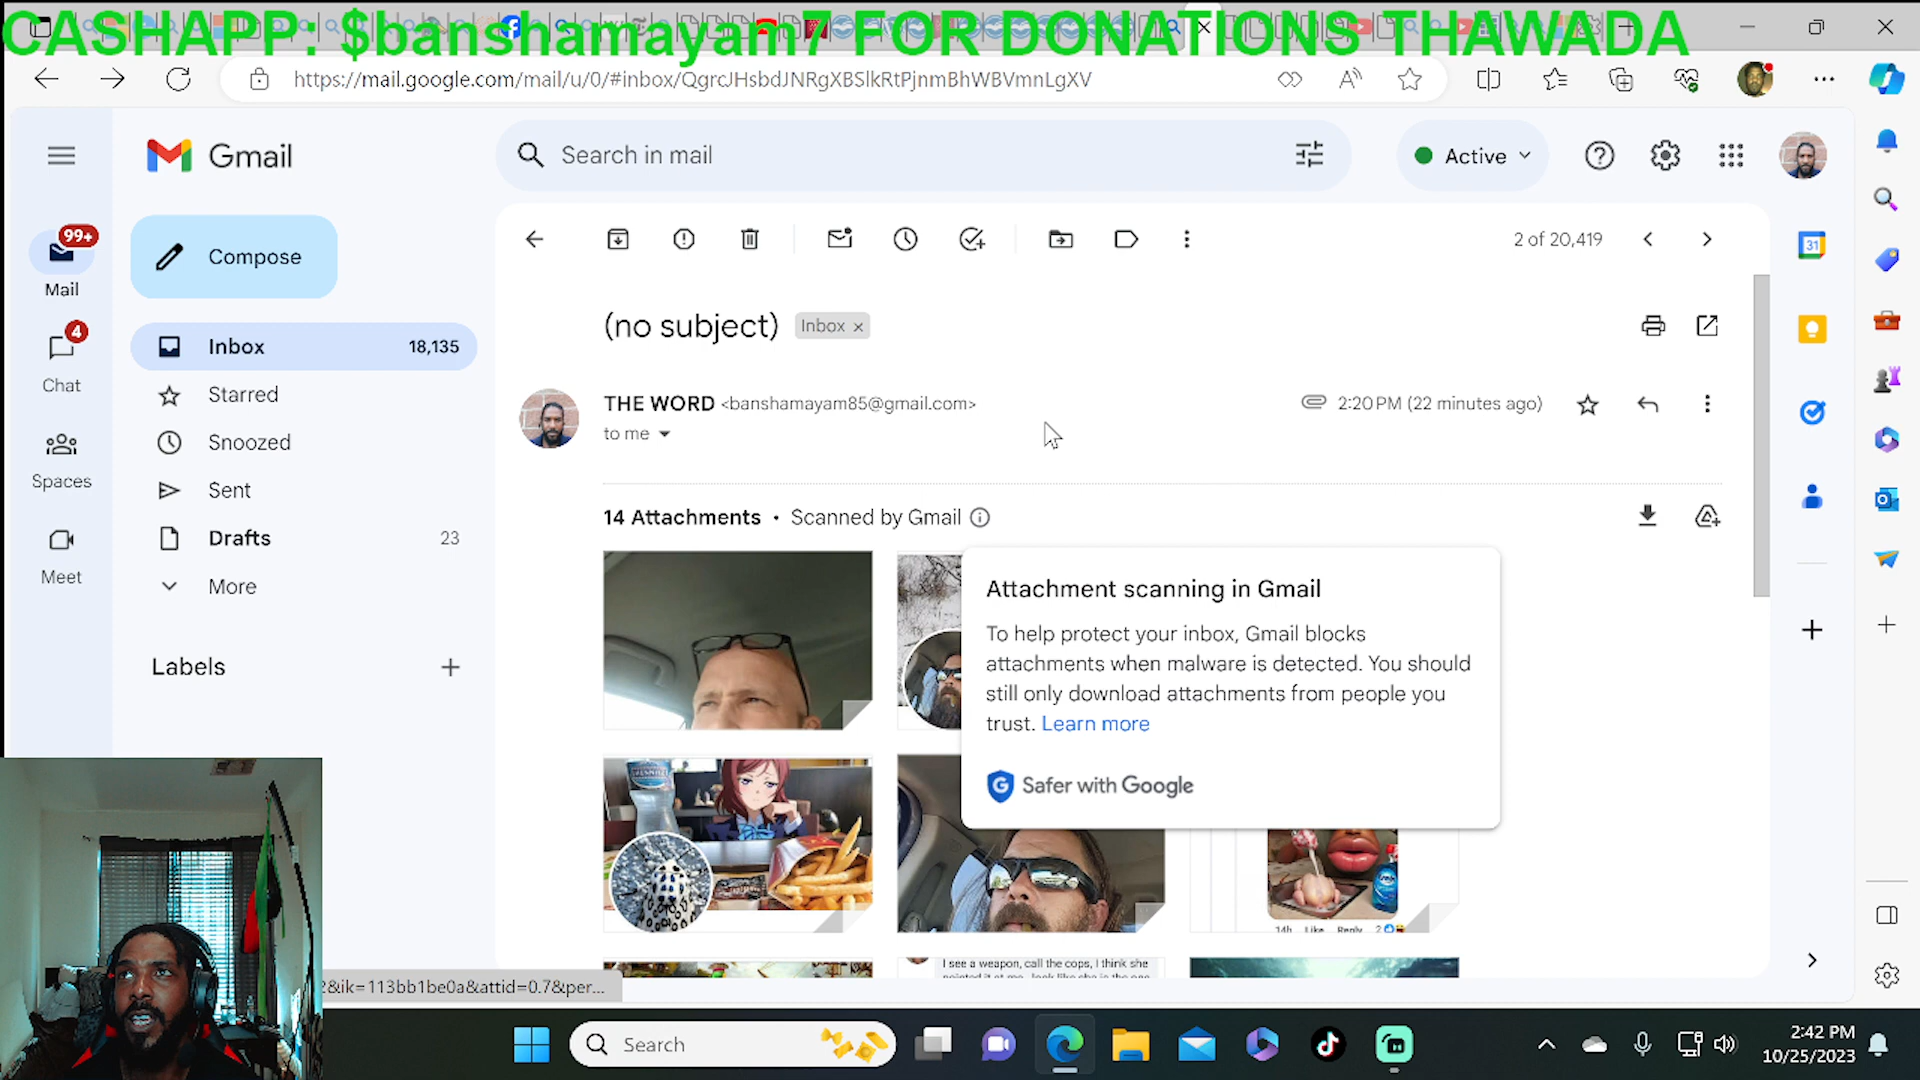 CASHAPP: $banshamayam7 FOR DONATIONS THAWADA
https://mail.google.com/mail/u/0/#inbox/QgrcJHsbdJNRgXBSlkRtPjnmBhWBVmnLgXV
Gmail
Search in mail
Active
99+
Mail
Compose
2 of 20,419
31
4
Chat
Inbox 18,135
(no subject)
Inbox ×
Starred
THE WORD <banshamayam85@gmail.com>
2:20 PM (22 minutes ago)
to me
Snoozed
Spaces
Sent
14 Attachments • Scanned by Gmail
Drafts 23
Meet
More
Attachment scanning in Gmail
To help protect your inbox, Gmail blocks
attachments when malware is detected. You should
still only download attachments from people you
trust. Learn more
Labels
Safer with Google
14h Like Reply 2
I see a weapon, call the cops, I think she
&ik=113bb1be0a&attid=0.7&per...
Search
2:42 PM
10/25/2023